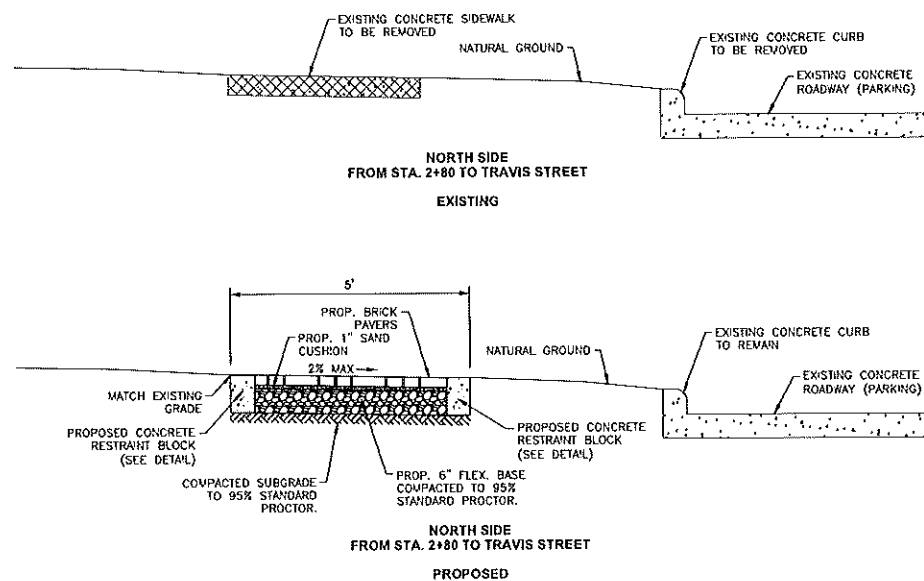 EXISTING CONCRETE SIDEWALK
TO BE REMOVED
NATURAL GROUND
EXISTING CONCRETE CURB
TO BE REMOVED
EXISTING CONCRETE
ROADWAY (PARKING)
NORTH SIDE
FROM STA. 2+80 TO TRAVIS STREET
EXISTING
5'
PROP. BRICK
PAVERS
PROP. 1" SAND
CUSHION
2% MAX
NATURAL GROUND
EXISTING CONCRETE CURB
TO REMAIN
EXISTING CONCRETE
ROADWAY (PARKING)
MATCH EXISTING
GRADE
PROPOSED CONCRETE
RESTRAINT BLOCK
(SEE DETAIL)
COMPACTED SUBGRADE
TO 95% STANDARD
PROCTOR.
PROP. 6" FLEX. BASE
COMPACTED TO 95%
STANDARD PROCTOR.
PROPOSED CONCRETE
RESTRAINT BLOCK
(SEE DETAIL)
NORTH SIDE
FROM STA. 2+80 TO TRAVIS STREET
PROPOSED